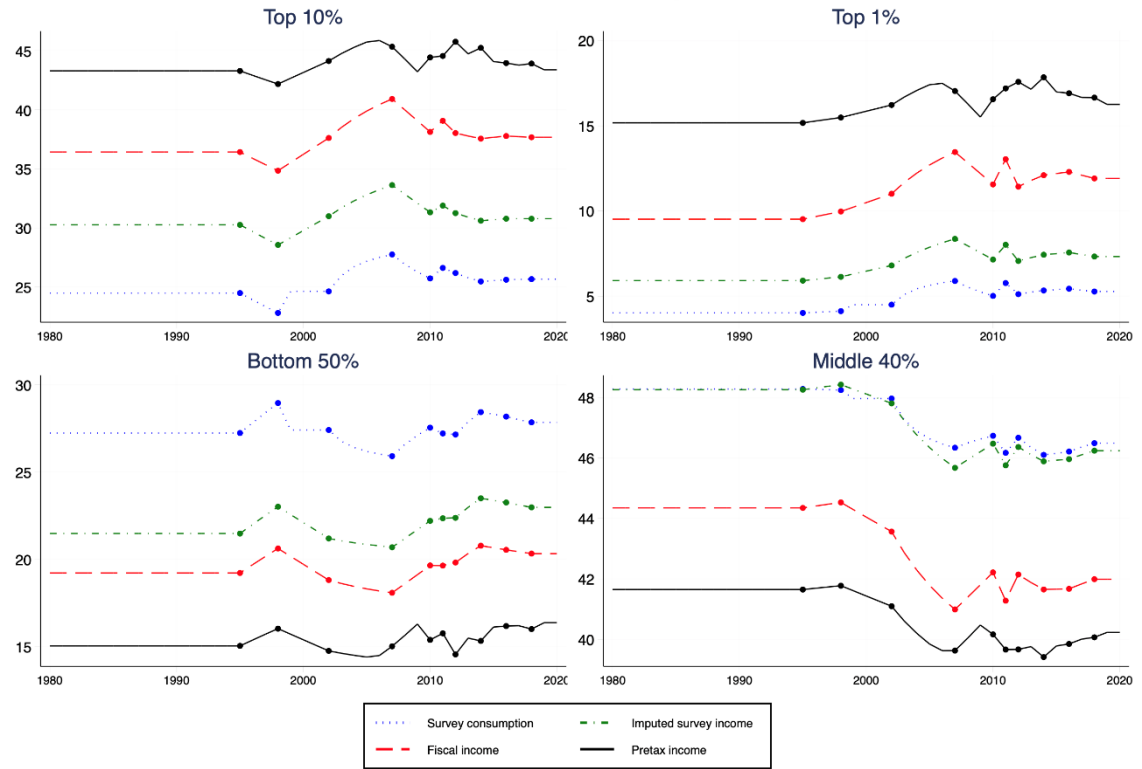 Top 10%
45
40
35
30
25
1980 1990 2000 2010 2020
Top 1%
20
15
10
5
1980 1990 2000 2010 2020
Bottom 50%
30
25
20
15
1980 1990 2000 2010 2020
Middle 40%
48
46
44
42
40
1980 1990 2000 2010 2020
Survey consumption Imputed survey income
Fiscal income Pretax income